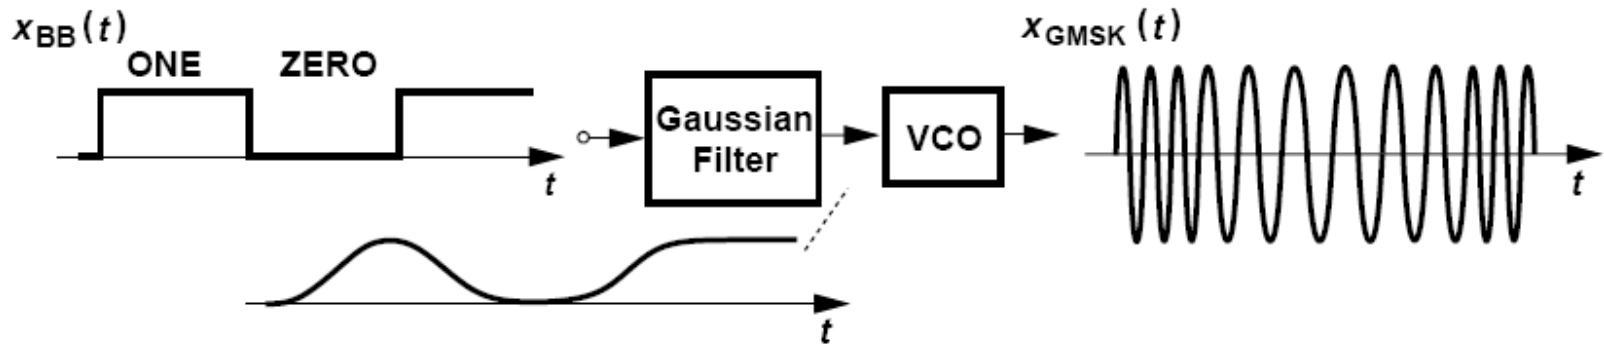 x_BB (t)
ONE ZERO
t
Gaussian
Filter
VCO
x_GMSK (t)
t
t